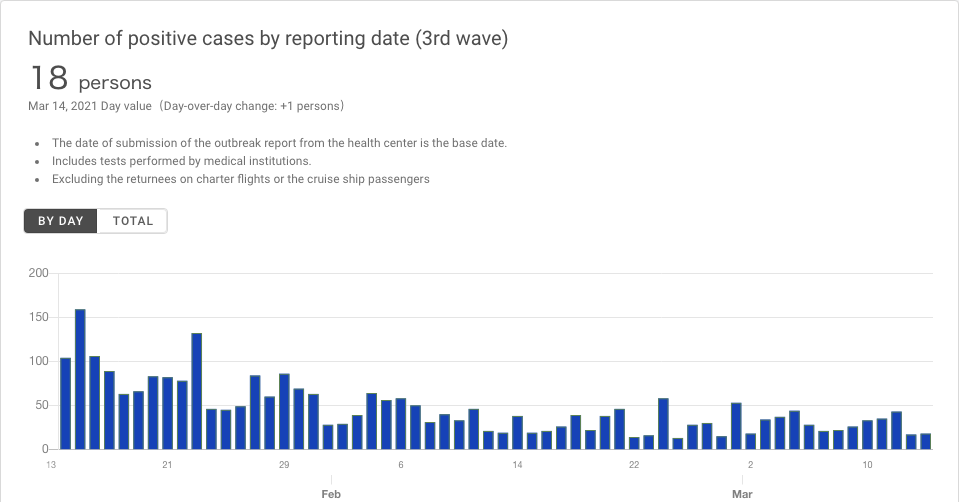 Number of positive cases by reporting date (3rd wave)
18 persons
Mar 14, 2021 Day value（Day-over-day change: +1 persons）
• The date of submission of the outbreak report from the health center is the base date.
• Includes tests performed by medical institutions.
• Excluding the returnees on charter flights or the cruise ship passengers
BY DAY TOTAL
200
150
100
50
0
13 21 29 6 14 22 2 10
Feb Mar